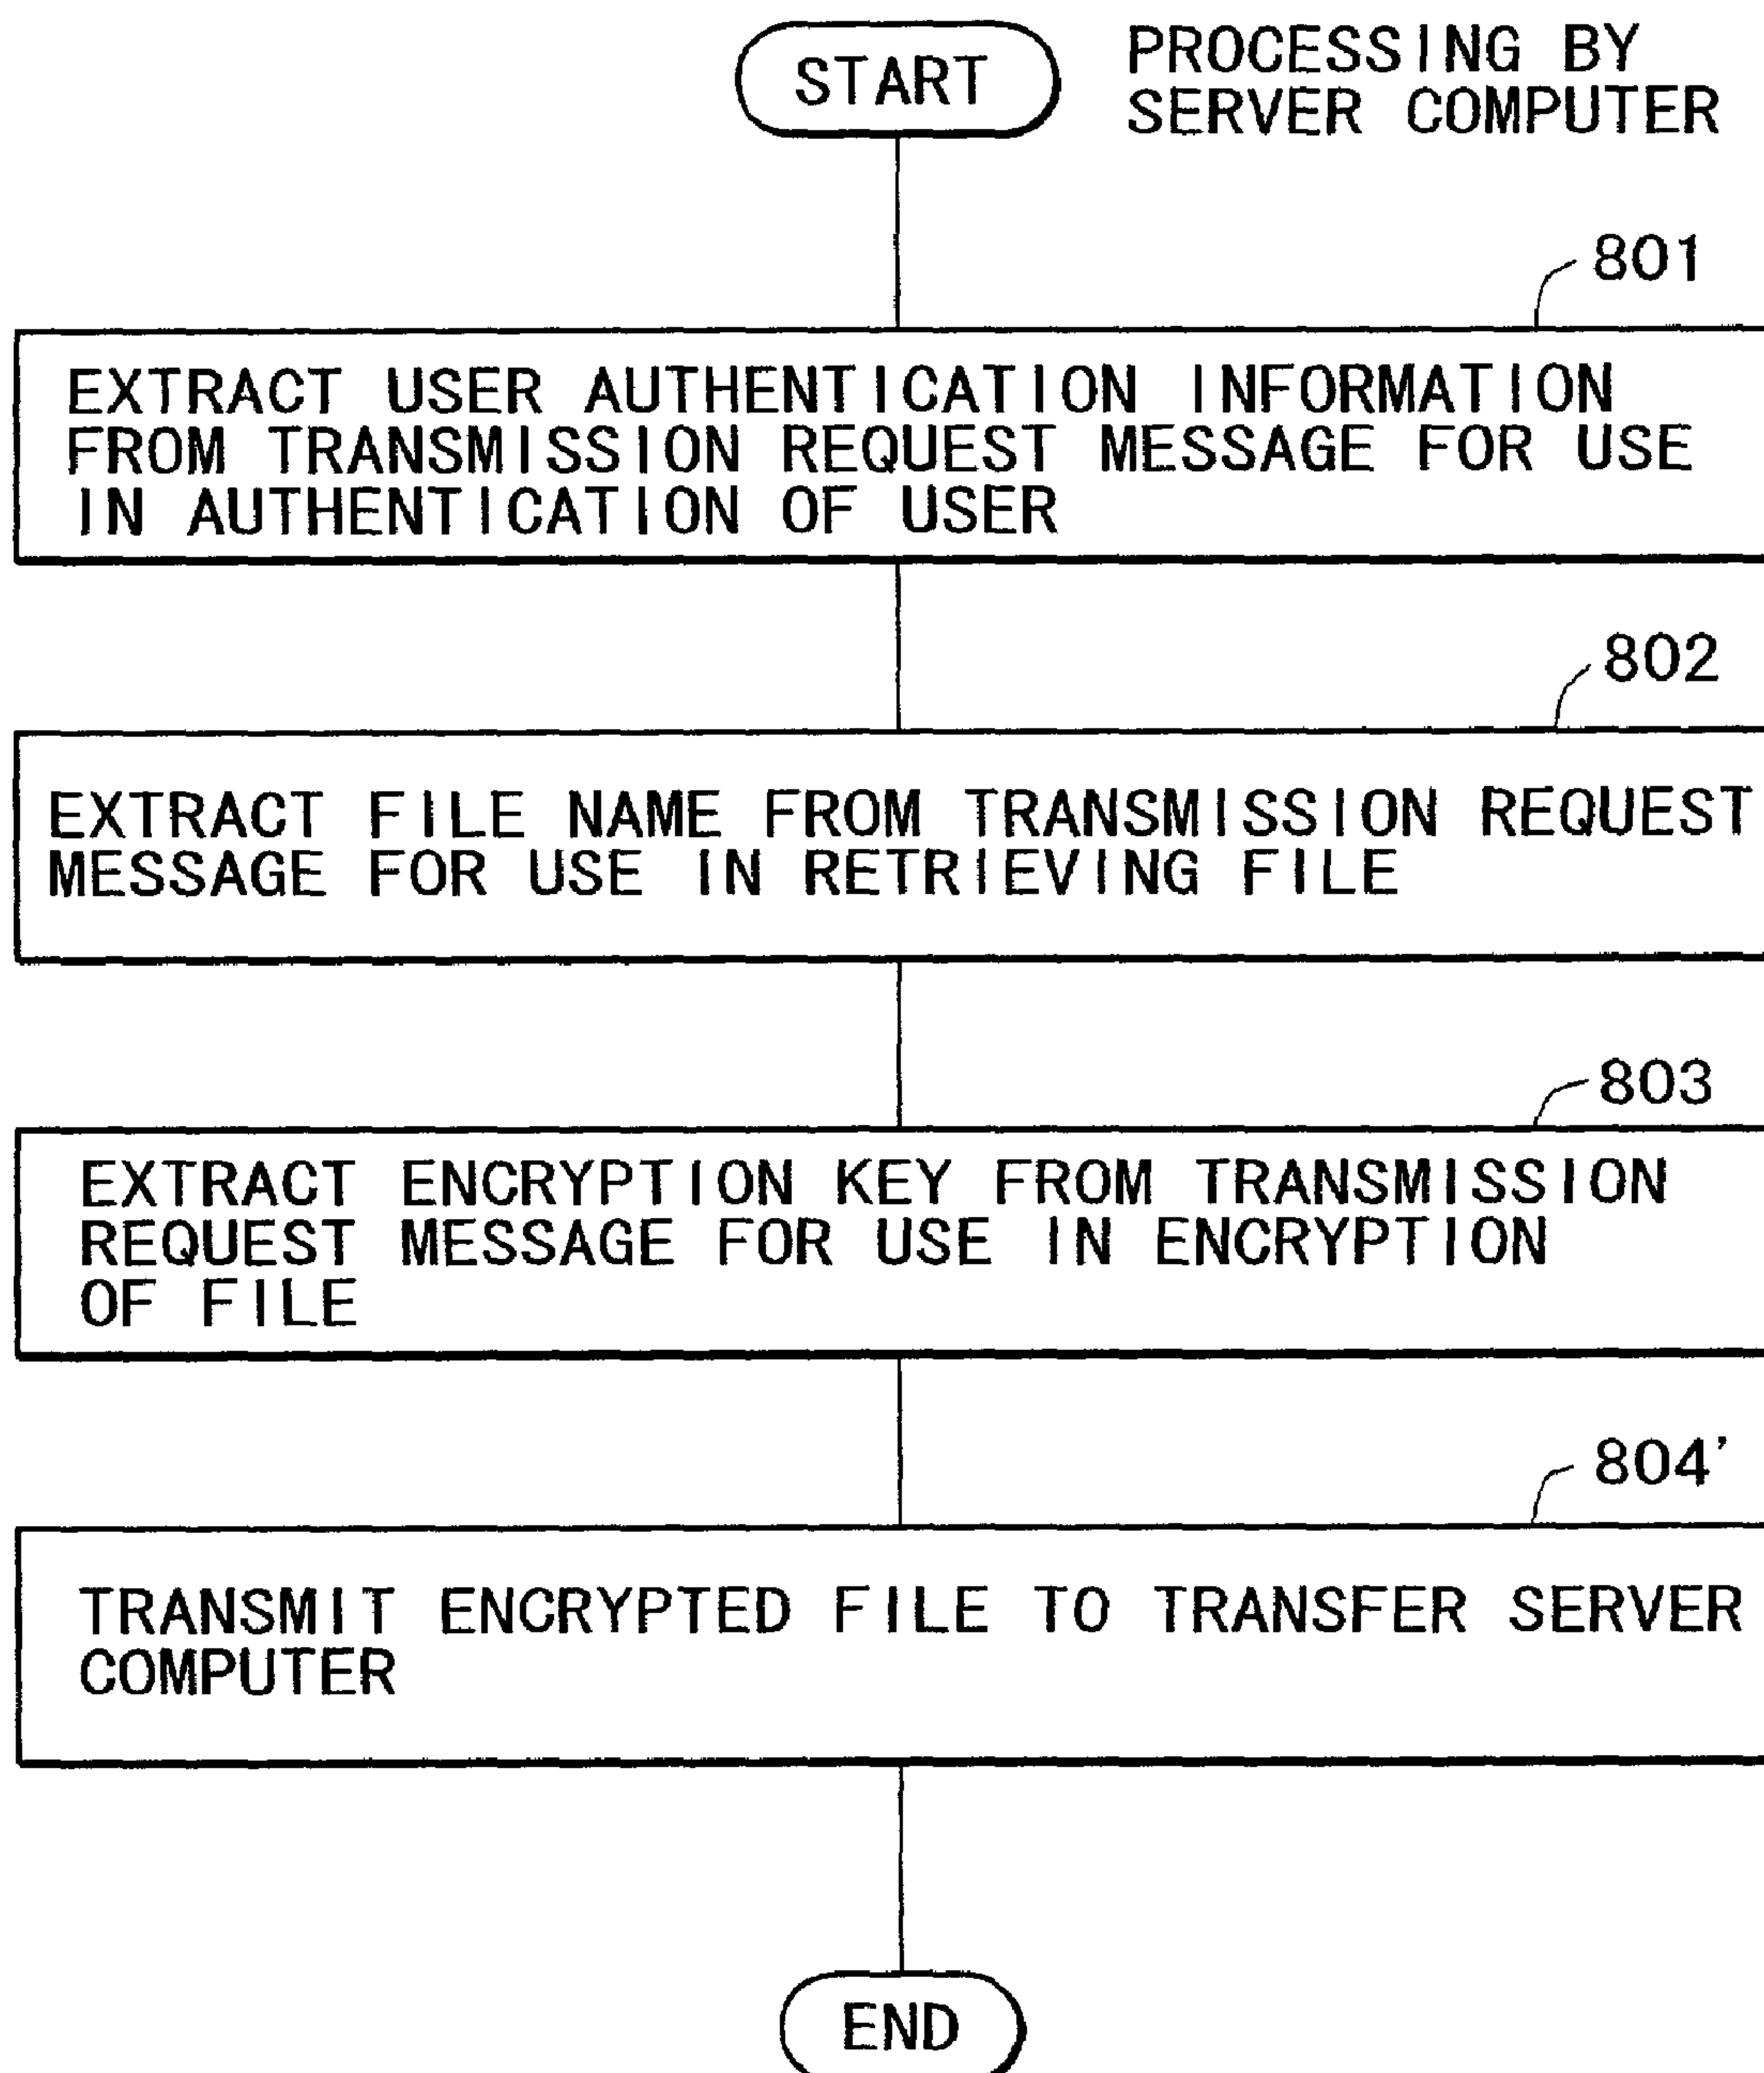 START
PROCESSING BY
SERVER COMPUTER
801
EXTRACT USER AUTHENTICATION INFORMATION
FROM TRANSMISSION REQUEST MESSAGE FOR USE
IN AUTHENTICATION OF USER
802
EXTRACT FILE NAME FROM TRANSMISSION REQUEST
MESSAGE FOR USE IN RETRIEVING FILE
803
EXTRACT ENCRYPTION KEY FROM TRANSMISSION
REQUEST MESSAGE FOR USE IN ENCRYPTION
OF FILE
804'
TRANSMIT ENCRYPTED FILE TO TRANSFER SERVER
COMPUTER
END